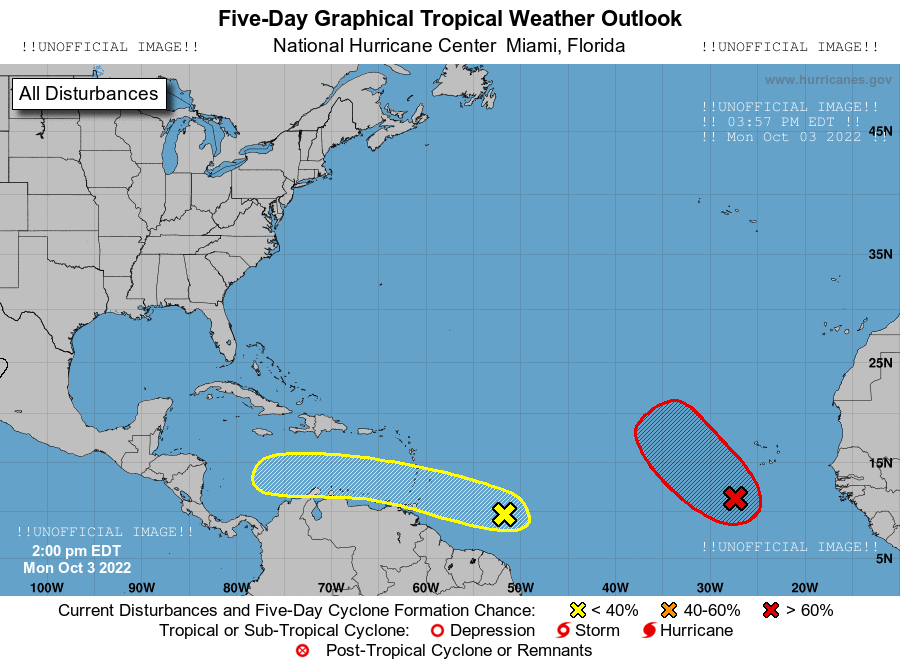 Five-Day Graphical Tropical Weather Outlook
!!UNOFFICIAL IMAGE!! National Hurricane Center Miami, Florida !!UNOFFICIAL IMAGE!!
www.hurricanes.gov
All Disturbances
!!UNOFFICIAL IMAGE!!
!! 03:57 PM EDT !!
!! Mon Oct 03 2022 !!
45N
35N
25N
15N
!!UNOFFICIAL IMAGE!!
2:00 pm EDT
Mon Oct 3 2022
!!UNOFFICIAL IMAGE!!
5N
100W 90W 80W 70W 60W 50W 40W 30W 20W
Current Disturbances and Five-Day Cyclone Formation Chance: < 40% 40-60% > 60%
Tropical or Sub-Tropical Cyclone: Depression Storm Hurricane
Post-Tropical Cyclone or Remnants